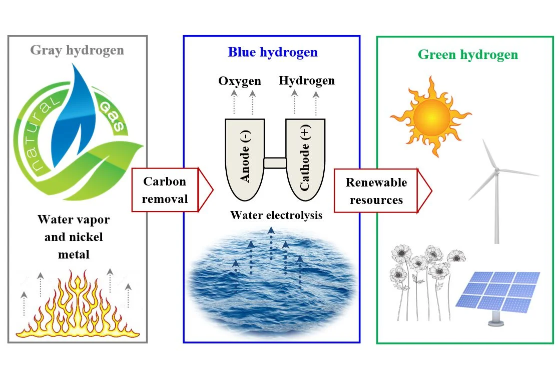 Gray hydrogen
NATURAL
Gas
Water vapor
and nickel
metal
Carbon
removal
Blue hydrogen
Oxygen
Hydrogen
Anode (-)
Cathode (+)
Water electrolysis
Renewable
resources
Green hydrogen